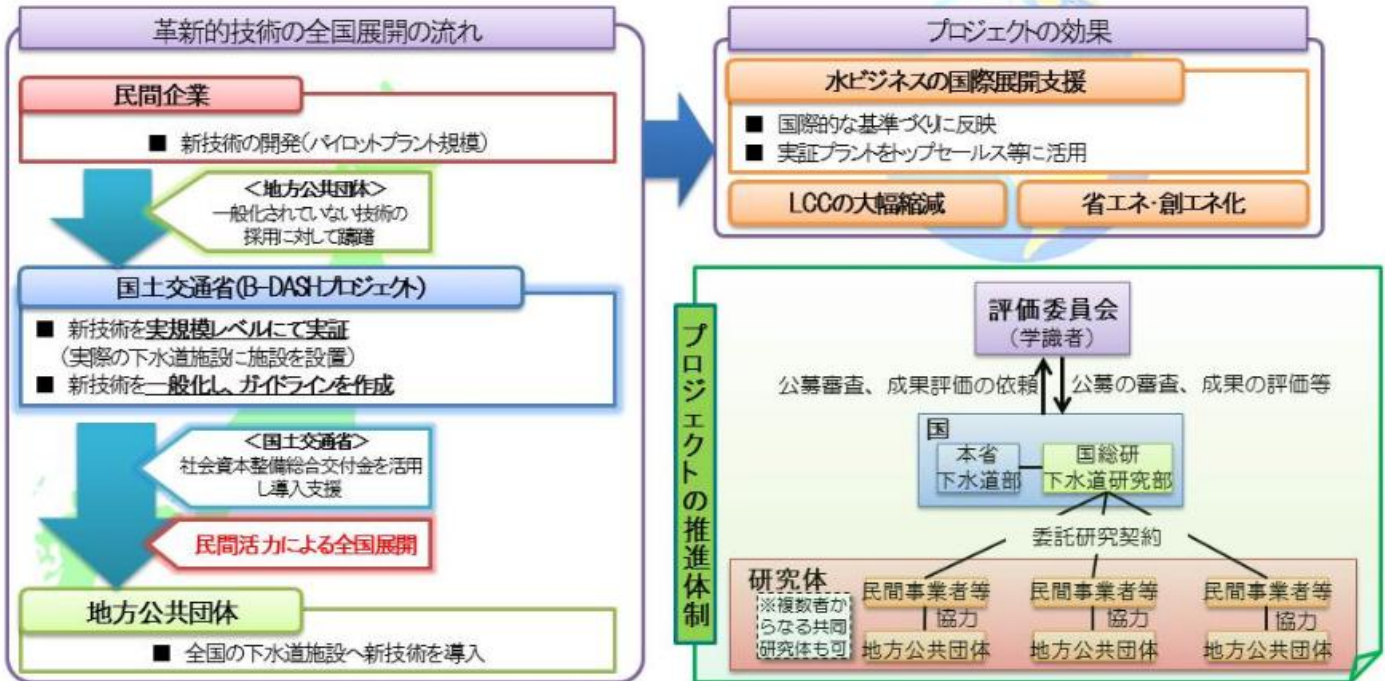 革新的技術の全国展開の流れ
民間企業
■ 新技術の開発(パイロットプラント規模)
<地方公共団体>
一般化されていない技術の
採用に対して躊躇
国土交通省(B-DASHプロジェクト)
■ 新技術を実規模レベルにて実証
(実際の下水道施設に施設を設置)
■ 新技術を一般化し、ガイドラインを作成
<国土交通省>
社会資本整備総合交付金を活用
し導入支援
民間活力による全国展開
地方公共団体
■ 全国の下水道施設へ新技術を導入
プロジェクトの効果
水ビジネスの国際展開支援
■ 国際的な基準づくりに反映
■ 実証プラントをトップセールス等に活用
LCCの大幅縮減
省エネ・創エネ化
プロジェクトの推進体制
評価委員会
(学識者)
公募審査、成果評価の依頼
公募の審査、成果の評価等
国
本省
下水道部
国総研
下水道研究部
委託研究契約
研究体
※複数者か
らなる共同
研究体も可
民間事業者等
協力
地方公共団体
民間事業者等
協力
地方公共団体
民間事業者等
協力
地方公共団体